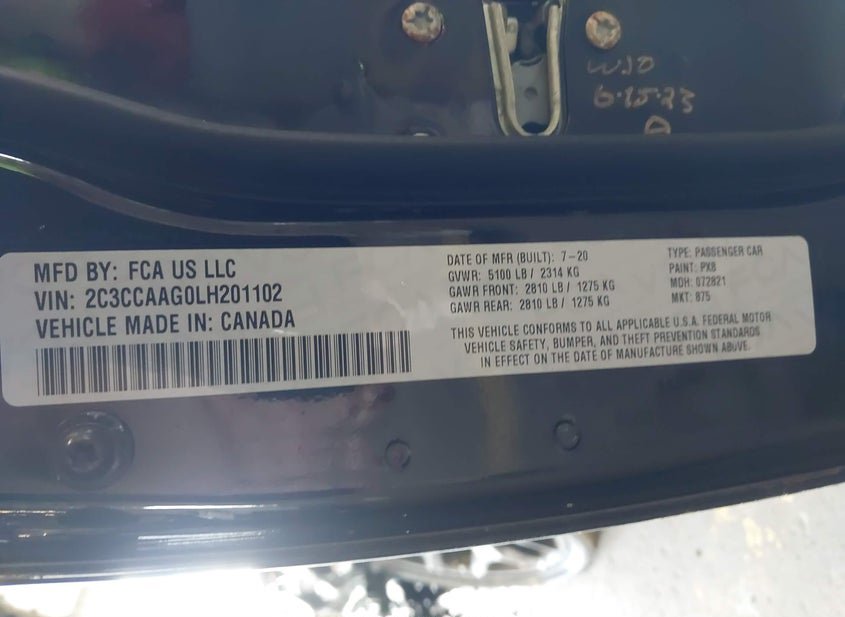 WJD
6·15·23
MFD BY: FCA US LLC
VIN: 2C3CCAAG0LH201102
VEHICLE MADE IN: CANADA
DATE OF MFR (BUILT): 7-20
GVWR: 5100 LB / 2314 KG
GAWR FRONT: 2810 LB / 1275 KG
GAWR REAR: 2810 LB / 1275 KG
TYPE: PASSENGER CAR
PAINT: PX8
MDH: 072821
MKT: 875
THIS VEHICLE CONFORMS TO ALL APPLICABLE U.S.A. FEDERAL MOTOR
VEHICLE SAFETY, BUMPER, AND THEFT PREVENTION STANDARDS
IN EFFECT ON THE DATE OF MANUFACTURE SHOWN ABOVE.